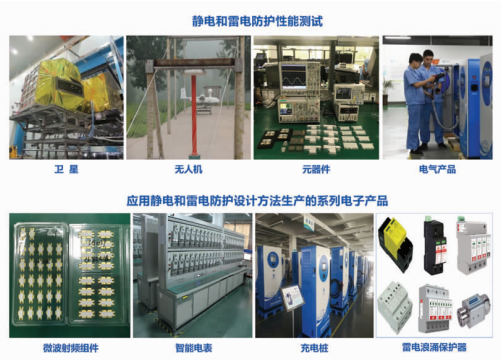 静电和雷电防护性能测试
卫 星
无人机
元器件
电气产品
应用静电和雷电防护设计方法生产的系列电子产品
微波射频组件
智能电表
充电桩
雷电浪涌保护器